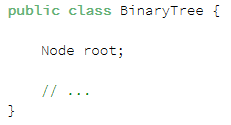 public class BinaryTree {
    Node root;
    // ...
}